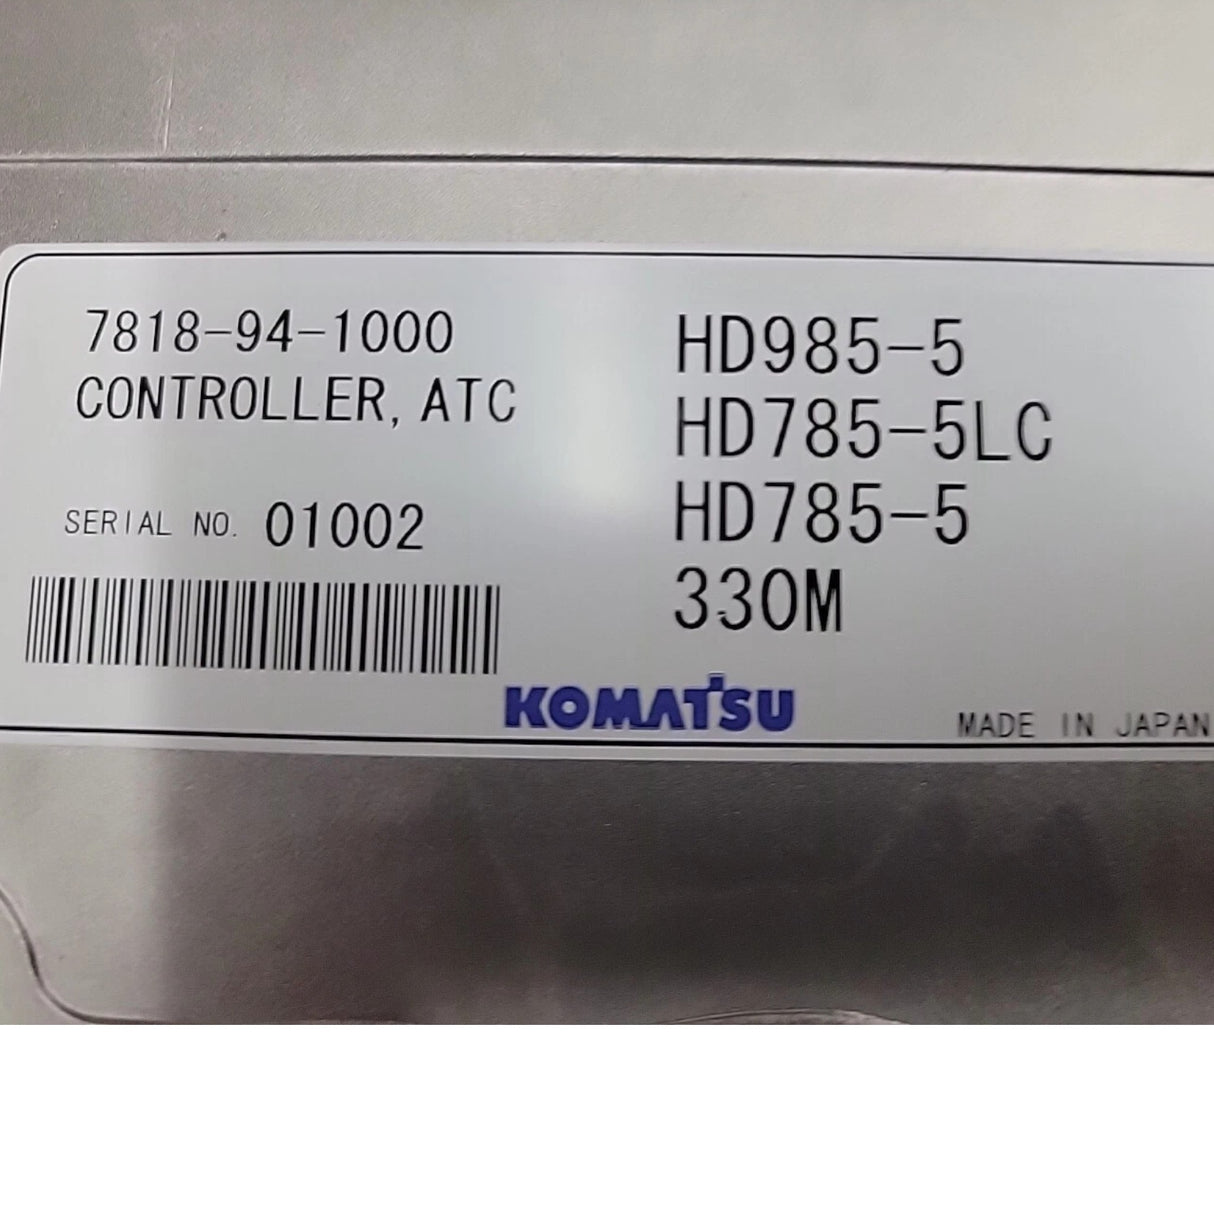 7818-94-1000
CONTROLLER, ATC
SERIAL NO. 01002
HD985-5
HD785-5LC
HD785-5
330M
KOMATSU
MADE IN JAPAN